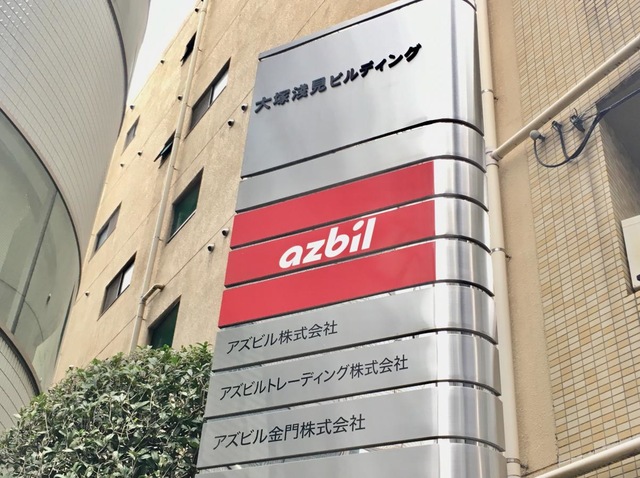 大塚浅見ビルディング
azbil
アズビル株式会社
アズビルトレーディング株式会社
アズビル金門株式会社